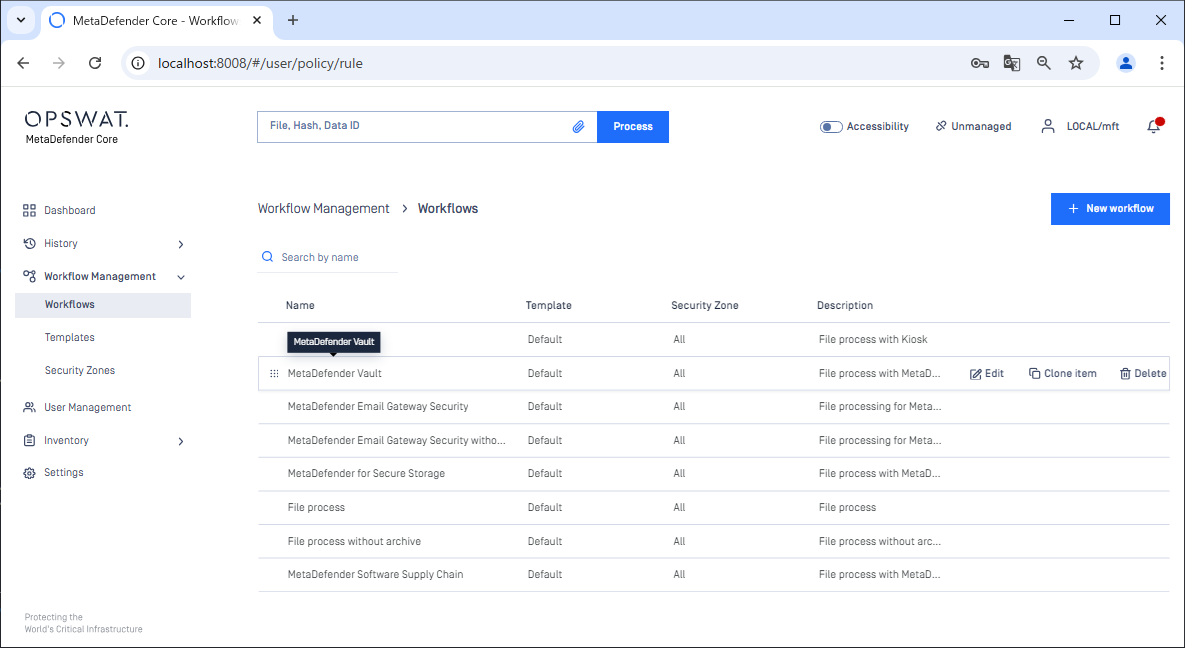 MetaDefender Core - Workflow
localhost:8008/#/user/policy/rule
OPSWAT.
MetaDefender Core
File, Hash, Data ID
Process
Accessibility
Unmanaged
LOCAL/mft
Dashboard
History
Workflow Management
Workflows
Templates
Security Zones
User Management
Inventory
Settings
Workflow Management > Workflows
New workflow
Search by name
Name Template Security Zone Description
MetaDefender Vault
Default All File process with Kiosk
MetaDefender Vault Default All File process with MetaD... Edit Clone item Delete
MetaDefender Email Gateway Security Default All File processing for Meta...
MetaDefender Email Gateway Security witho... Default All File processing for Meta...
MetaDefender for Secure Storage Default All File process with MetaD...
File process Default All File process
File process without archive Default All File process without arc...
MetaDefender Software Supply Chain Default All File process with MetaD...
Protecting the
World's Critical Infrastructure